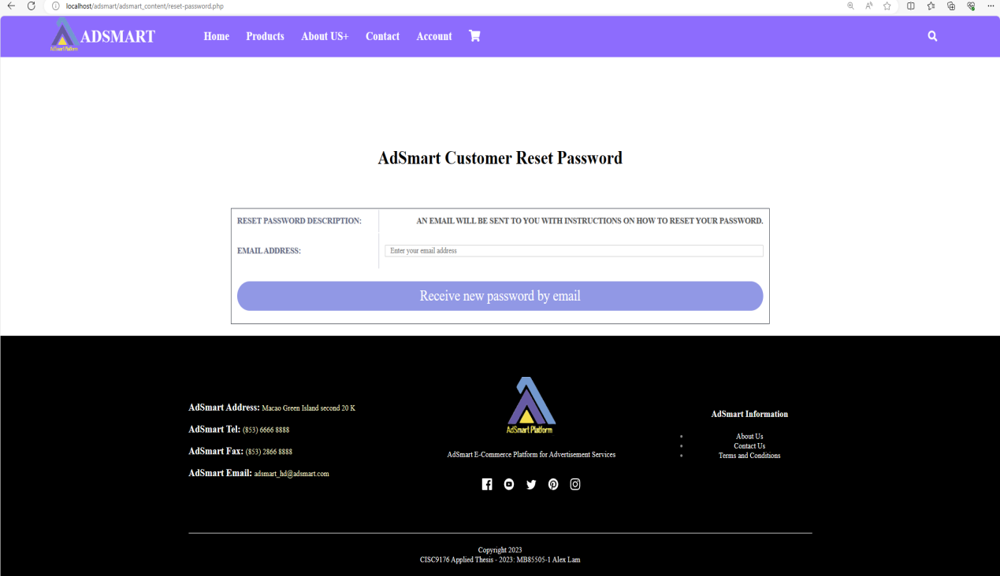 localhost/adsmart/adsmart_content/reset-password.php
AdSmart Platform
ADSMART
Home Products About US+ Contact Account
AdSmart Customer Reset Password
RESET PASSWORD DESCRIPTION: AN EMAIL WILL BE SENT TO YOU WITH INSTRUCTIONS ON HOW TO RESET YOUR PASSWORD.
EMAIL ADDRESS: Enter your email address
Receive new password by email
AdSmart Address: Macao Green Island second 20 K
AdSmart Tel: (853) 6666 8888
AdSmart Fax: (853) 2866 8888
AdSmart Email: adsmart_hd@adsmart.com
AdSmart Platform
AdSmart E-Commerce Platform for Advertisement Services
AdSmart Information
About Us
Contact Us
Terms and Conditions
Copyright 2023
CISC9176 Applied Thesis - 2023: MB85505-1 Alex Lam